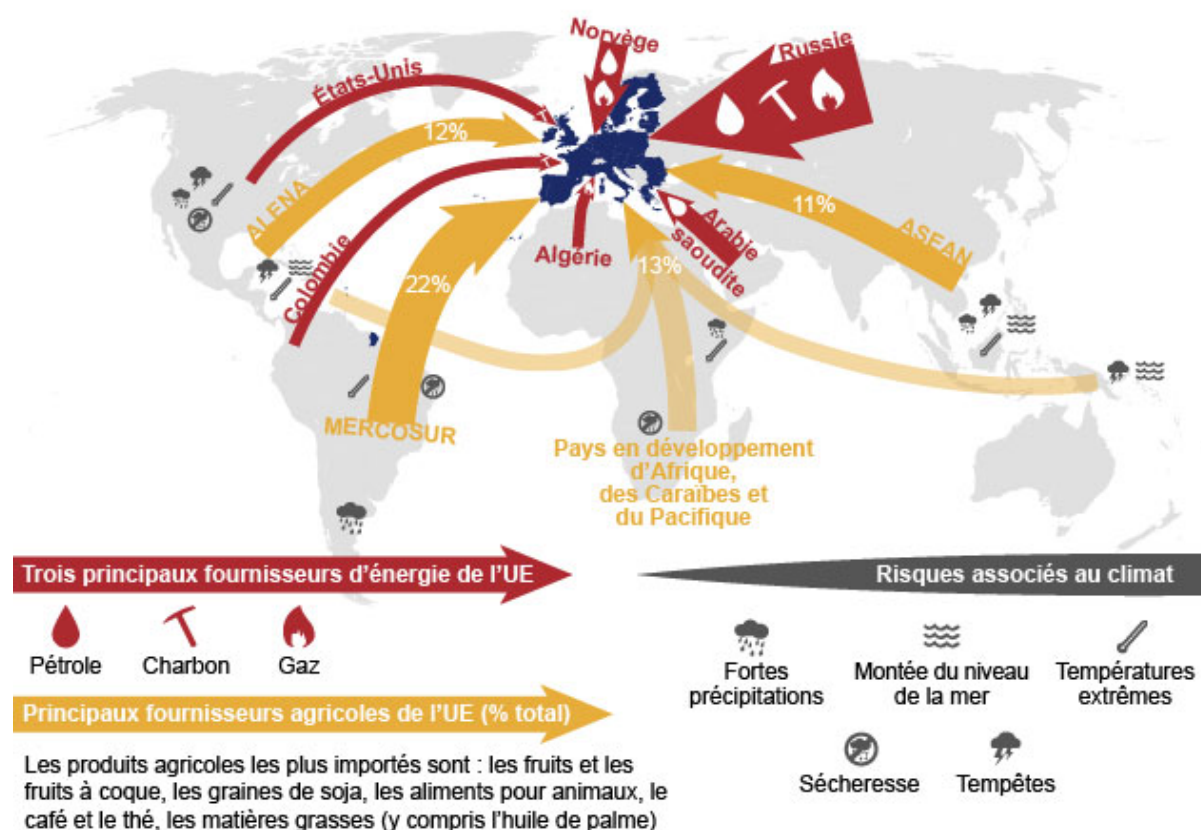 Norvège
Russie
États-Unis
12%
ALENA
11%
ASEAN
Colombie
22%
Algérie
Arabie
saoudite
13%
MERCOSUR
Pays en développement
d'Afrique,
des Caraïbes et
du Pacifique
Trois principaux fournisseurs d'énergie de l'UE
Pétrole
Charbon
Gaz
Principaux fournisseurs agricoles de l'UE (% total)
Les produits agricoles les plus importés sont : les fruits et les
fruits à coque, les graines de soja, les aliments pour animaux, le
café et le thé, les matières grasses (y compris l'huile de palme)
Risques associés au climat
Fortes
précipitations
Montée du niveau
de la mer
Températures
extrêmes
Sécheresse
Tempêtes